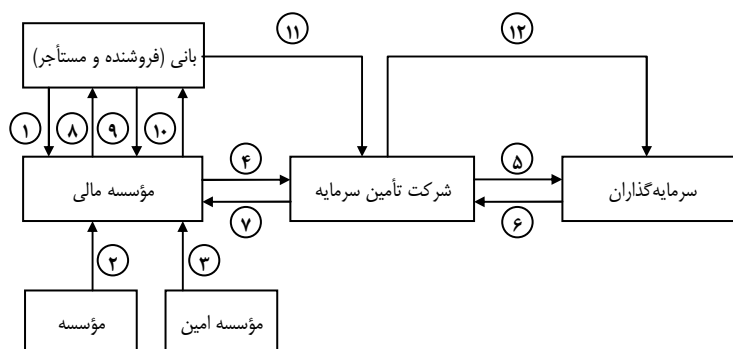 ۱۱
۱۲
بانی (فروشنده و مستأجر)
۱
۸
۹
۱۰
۴
۵
مؤسسه مالی
شرکت تأمین سرمایه
سرمایه‌گذاران
۷
۶
۲
۳
مؤسسه
مؤسسه امین